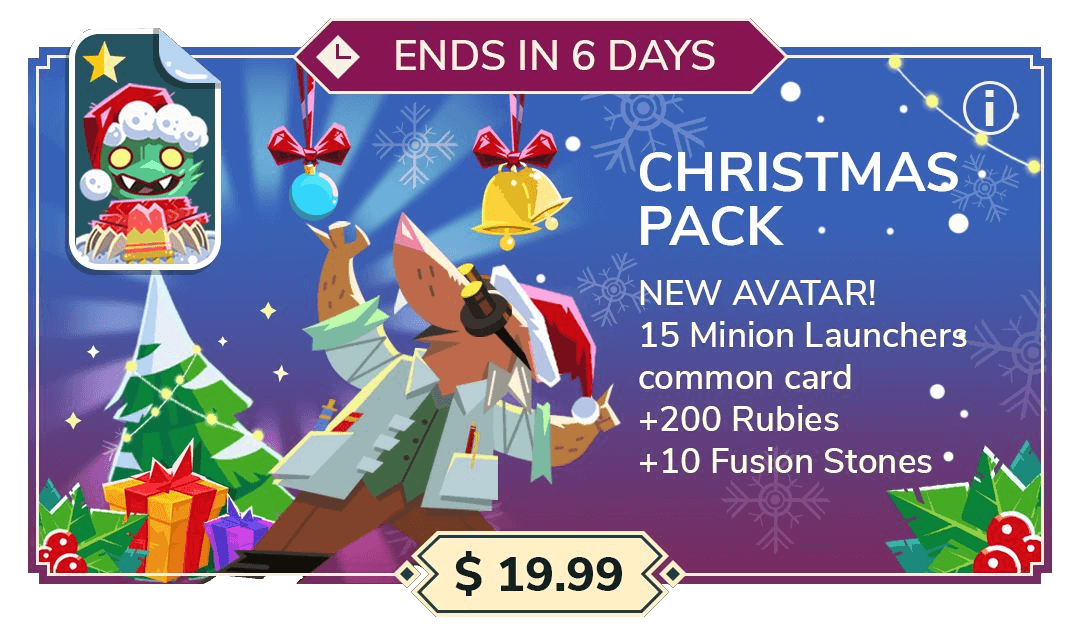 ENDS IN 6 DAYS
i
CHRISTMAS
PACK
NEW AVATAR!
15 Minion Launchers
common card
+200 Rubies
+10 Fusion Stones
$ 19.99